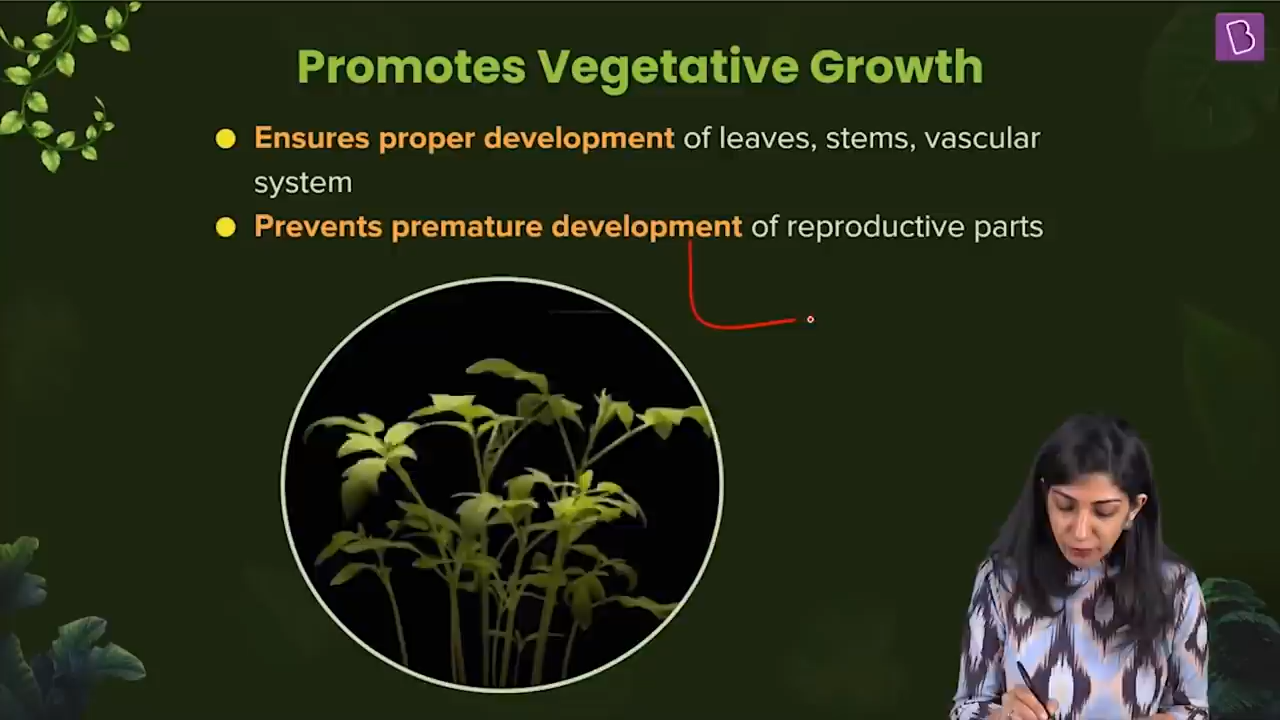 Promotes Vegetative Growth
Ensures proper development of leaves, stems, vascular
system
Prevents premature development of reproductive parts
B